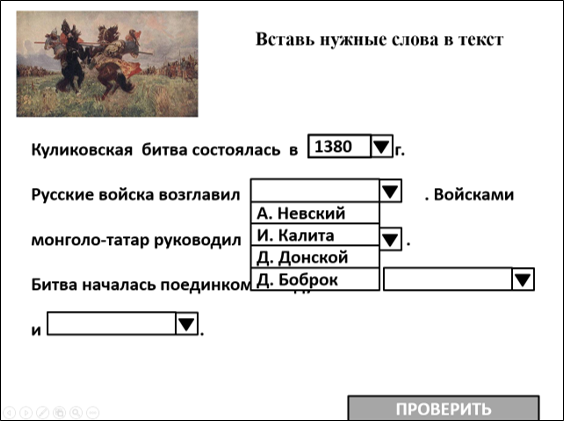 Вставь нужные слова в текст
Куликовская битва состоялась в 1380 г.
Русские войска возглавил . Войсками
А. Невский
И. Калита
Д. Донской
Д. Боброк
монголо-татар руководил .
Битва началась поединком
и .
ПРОВЕРИТЬ